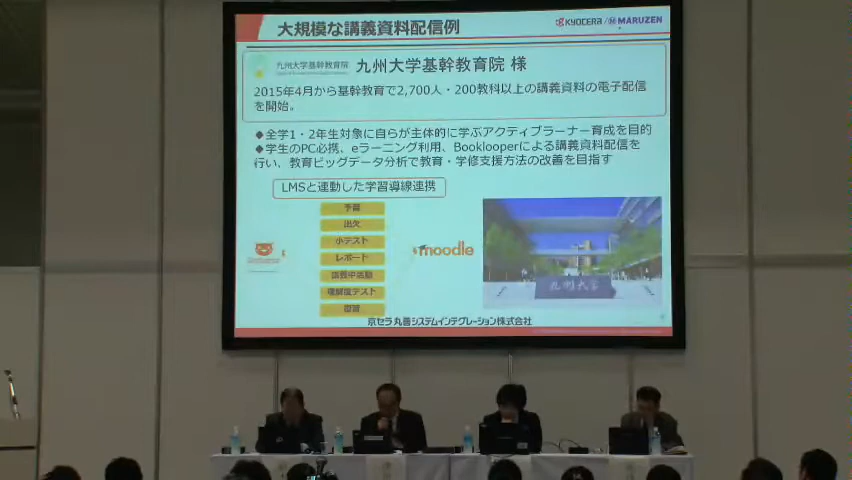 大規模な講義資料配信例
KYOCERA / MARUZEN
九州大学基幹教育院 九州大学基幹教育院 様
2015年4月から基幹教育で2,700人・200教科以上の講義資料の電子配信
を開始。
◆全学1・2年生対象に自らが主体的に学ぶアクティブラーナー育成を目的
◆学生のPC必携、eラーニング利用、Booklooperによる講義資料配信を
行い、教育ビッグデータ分析で教育・学修支援方法の改善を目指す
LMSと連動した学習導線連携
予習
出欠
小テスト
レポート
講義中活動
理解度テスト
復習
moodle
九州大学
京セラ丸善システムインテグレーション株式会社